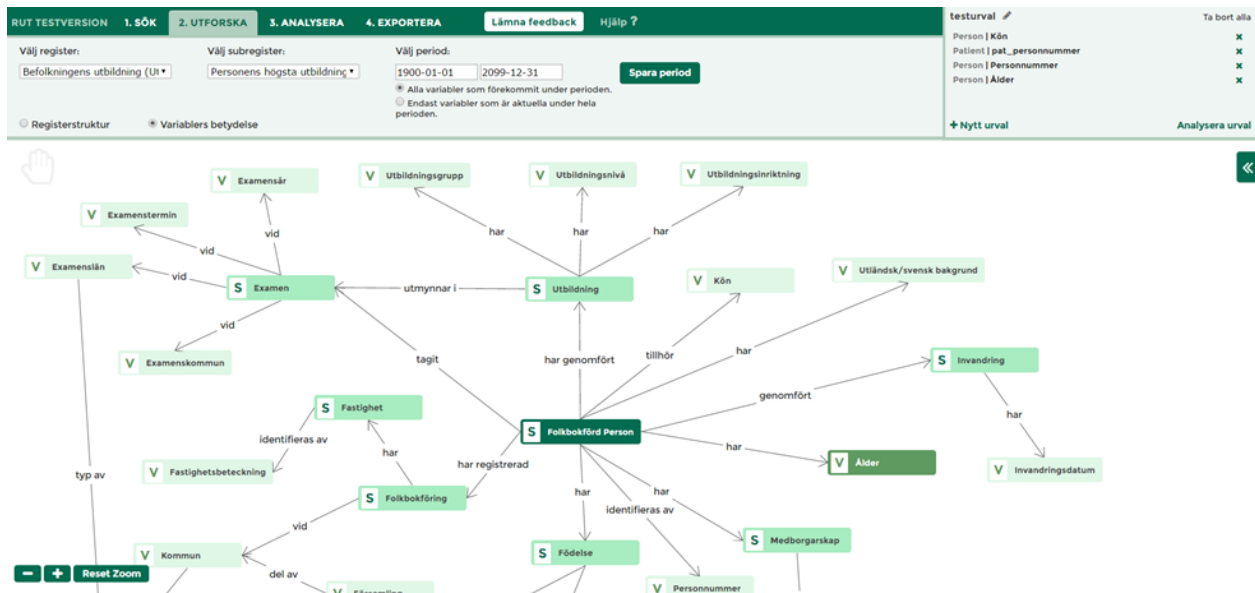 RUT TESTVERSION 1. SÖK 2. UTFORSKA 3. ANALYSERA 4. EXPORTERA Lämna feedback Hjälp ?
Välj register: Välj subregister: Välj period:
Befolkningens utbildning (U Personens högsta utbildning 1900-01-01 2099-12-31 Spara period
Alla variabler som förekommit under perioden.
Endast variabler som är aktuella under hela
perioden.
Registerstruktur Variablers betydelse
testurval Ta bort alla
Person | Kön
Patient | pat_personnummer
Person | Personnummer
Person | Ålder
+ Nytt urval Analysera urval
V Examensår
V Utbildningsgrupp
V Utbildningsnivå
V Utbildningsinriktning
V Examenstermin
vid
vid
har
har
har
V Examenslän
vid
S Examen
utmynnar i
S Utbildning
V Kön
V Utländsk/svensk bakgrund
vid
V Examenskommun
tagit
har genomfört
tillhör
har
S Invandring
genomfört
har
S Fastighet
identifieras av
S Folkbokförd Person
har
V Ålder
V Invandringsdatum
typ av
V Fastighetsbeteckning
har
har registrerad
S Folkbokföring
har
har
identifieras av
vid
V Kommun
S Födelse
S Medborgarskap
del av
V Församling
V Personnummer
− + Reset Zoom